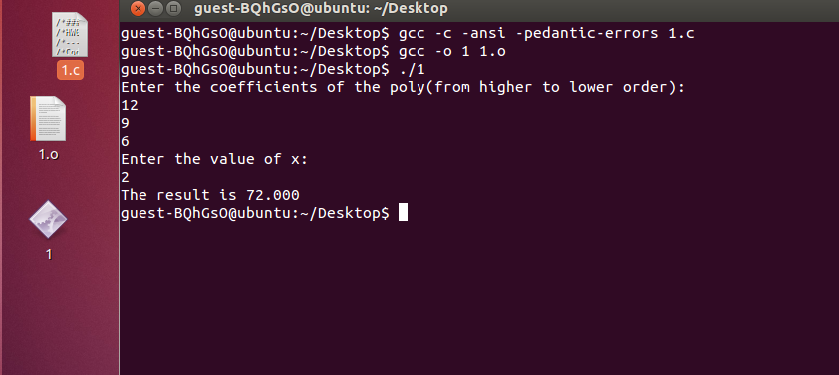 guest-BQhGsO@ubuntu: ~/Desktop
guest-BQhGsO@ubuntu:~/Desktop$ gcc -c -ansi -pedantic-errors 1.c
guest-BQhGsO@ubuntu:~/Desktop$ gcc -o 1 1.o
guest-BQhGsO@ubuntu:~/Desktop$ ./1
Enter the coefficients of the poly(from higher to lower order):
12
9
6
Enter the value of x:
2
The result is 72.000
guest-BQhGsO@ubuntu:~/Desktop$
1.c
1.o
1